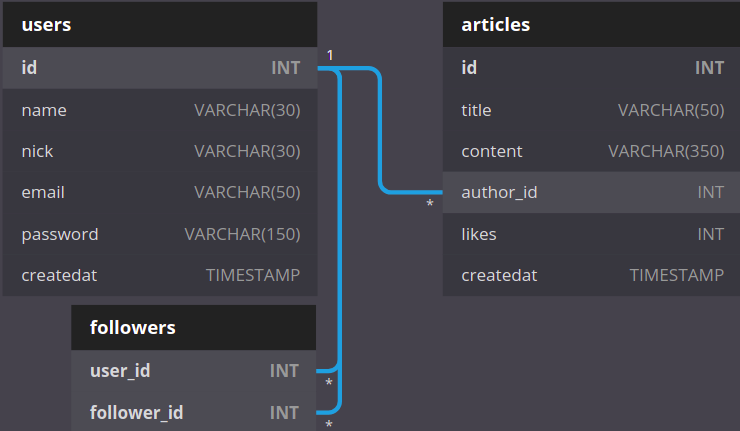 users
id INT
name VARCHAR(30)
nick VARCHAR(30)
email VARCHAR(50)
password VARCHAR(150)
createdat TIMESTAMP
1
articles
id INT
title VARCHAR(50)
content VARCHAR(350)
author_id INT
likes INT
createdat TIMESTAMP
*
followers
user_id INT
*
follower_id INT
*